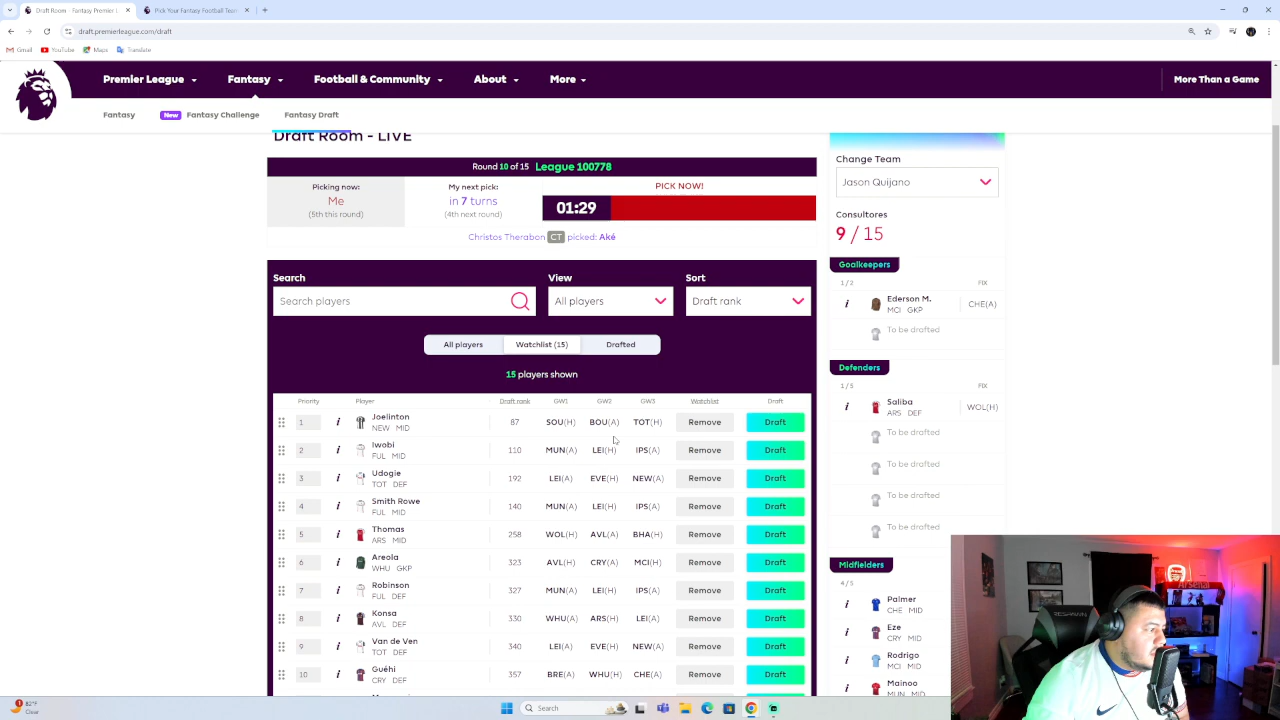 Draft Room - Fantasy Premier L
Pick Your Fantasy Football Team
draft.premierleague.com/draft
Gmail YouTube Maps Translate
Premier League Fantasy Football & Community About More More Than a Game
Fantasy New Fantasy Challenge Fantasy Draft
Draft Room - LIVE
Round 10 of 15 League 100778
Picking now:
Me
(5th this round)
My next pick:
in 7 turns
(4th next round)
PICK NOW!
01:29
Christos Therabon CT picked: Aké
Search View Sort
Search players All players Draft rank
All players Watchlist (15) Drafted
15 players shown
Priority Player Draft rank GW1 GW2 GW3 Watchlist Draft
1 i Joelinton NEW MID 87 SOU(H) BOU(A) TOT(H) Remove Draft
2 i Iwobi FUL MID 110 MUN(A) LEI(H) IPS(A) Remove Draft
3 i Udogie TOT DEF 192 LEI(A) EVE(H) NEW(A) Remove Draft
4 i Smith Rowe FUL MID 140 MUN(A) LEI(H) IPS(A) Remove Draft
5 i Thomas ARS MID 258 WOL(H) AVL(A) BHA(H) Remove Draft
6 i Areola WHU GKP 323 AVL(H) CRY(A) MCI(H) Remove Draft
7 i Robinson FUL DEF 327 MUN(A) LEI(H) IPS(A) Remove Draft
8 i Konsa AVL DEF 330 WHU(A) ARS(H) LEI(A) Remove Draft
9 i Van de Ven TOT DEF 340 LEI(A) EVE(H) NEW(A) Remove Draft
10 i Guéhi CRY DEF 357 BRE(A) WHU(H) CHE(A) Remove Draft
Change Team
Jason Quijano
Consultores
9 / 15
Goalkeepers
1/2 FIX
i Ederson M. MCI GKP CHE(A)
To be drafted
Defenders
1/5 FIX
i Saliba ARS DEF WOL(H)
To be drafted
To be drafted
To be drafted
To be drafted
Midfielders
4/5
i Palmer CHE MID
i Eze CRY MID
i Rodrigo MCI MID
i Mainoo MUN MID
RESPAWN
Arsenal
82°F
Clear
Search